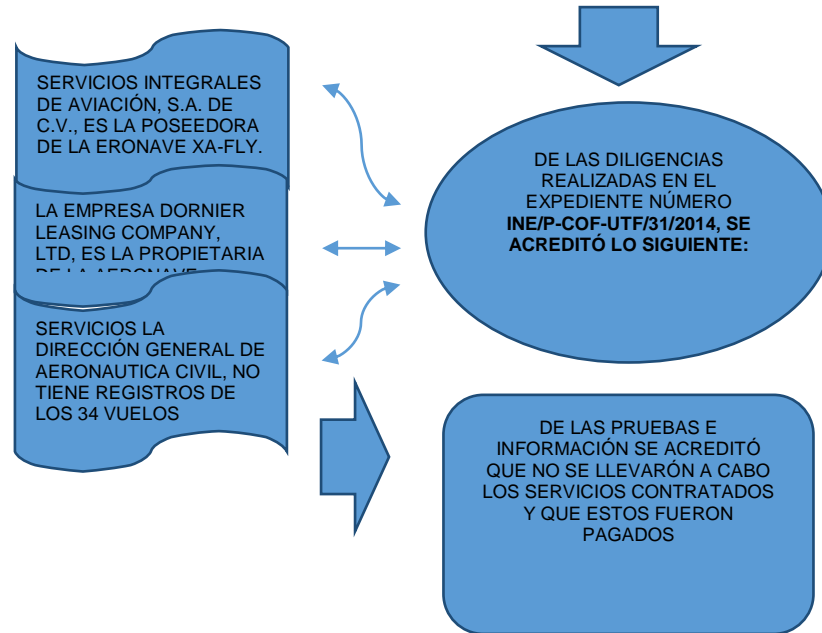 SERVICIOS INTEGRALES
DE AVIACIÓN, S.A. DE
C.V., ES LA POSEEDORA
DE LA ERONAVE XA-FLY.
LA EMPRESA DORNIER
LEASING COMPANY,
LTD, ES LA PROPIETARIA
DE LA AERONAVE
SERVICIOS LA
DIRECCIÓN GENERAL DE
AERONAUTICA CIVIL, NO
TIENE REGISTROS DE
LOS 34 VUELOS
DE LAS DILIGENCIAS
REALIZADAS EN EL
EXPEDIENTE NÚMERO
INE/P-COF-UTF/31/2014, SE
ACREDITÓ LO SIGUIENTE:
DE LAS PRUEBAS E
INFORMACIÓN SE ACREDITÓ
QUE NO SE LLEVARÓN A CABO
LOS SERVICIOS CONTRATADOS
Y QUE ESTOS FUERON
PAGADOS